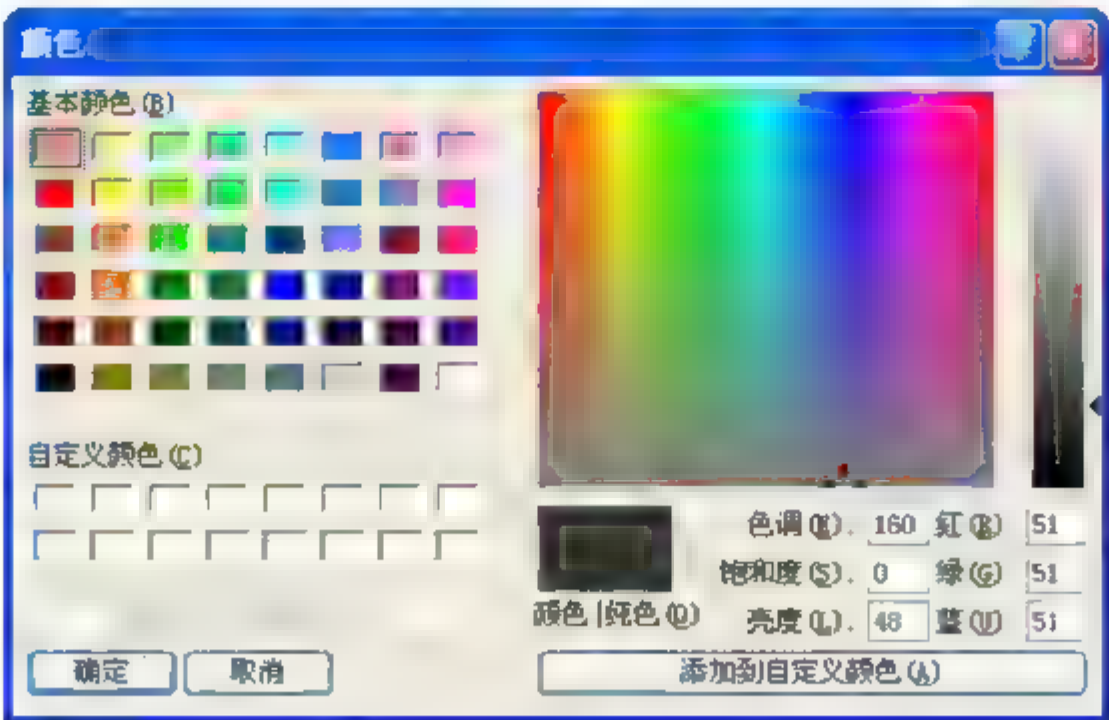 颜色
基本颜色(B)
自定义颜色(C)
色调(E). 160 红(R) 51
饱和度(S). 0 绿(G) 51
颜色|纯色(O) 亮度(L). 48 蓝(U) 51
确定 取消 添加到自定义颜色(A)